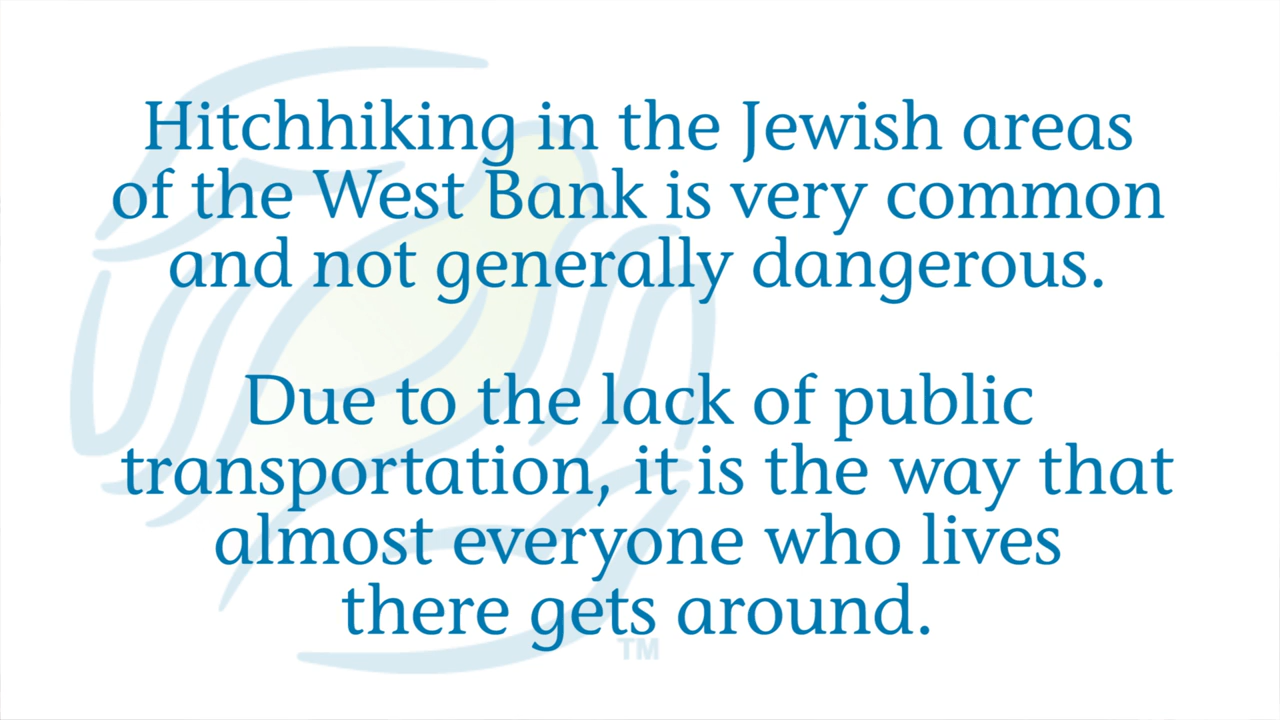 Hitchhiking in the Jewish areas
of the West Bank is very common
and not generally dangerous.
Due to the lack of public
transportation, it is the way that
almost everyone who lives
there gets around.
TM